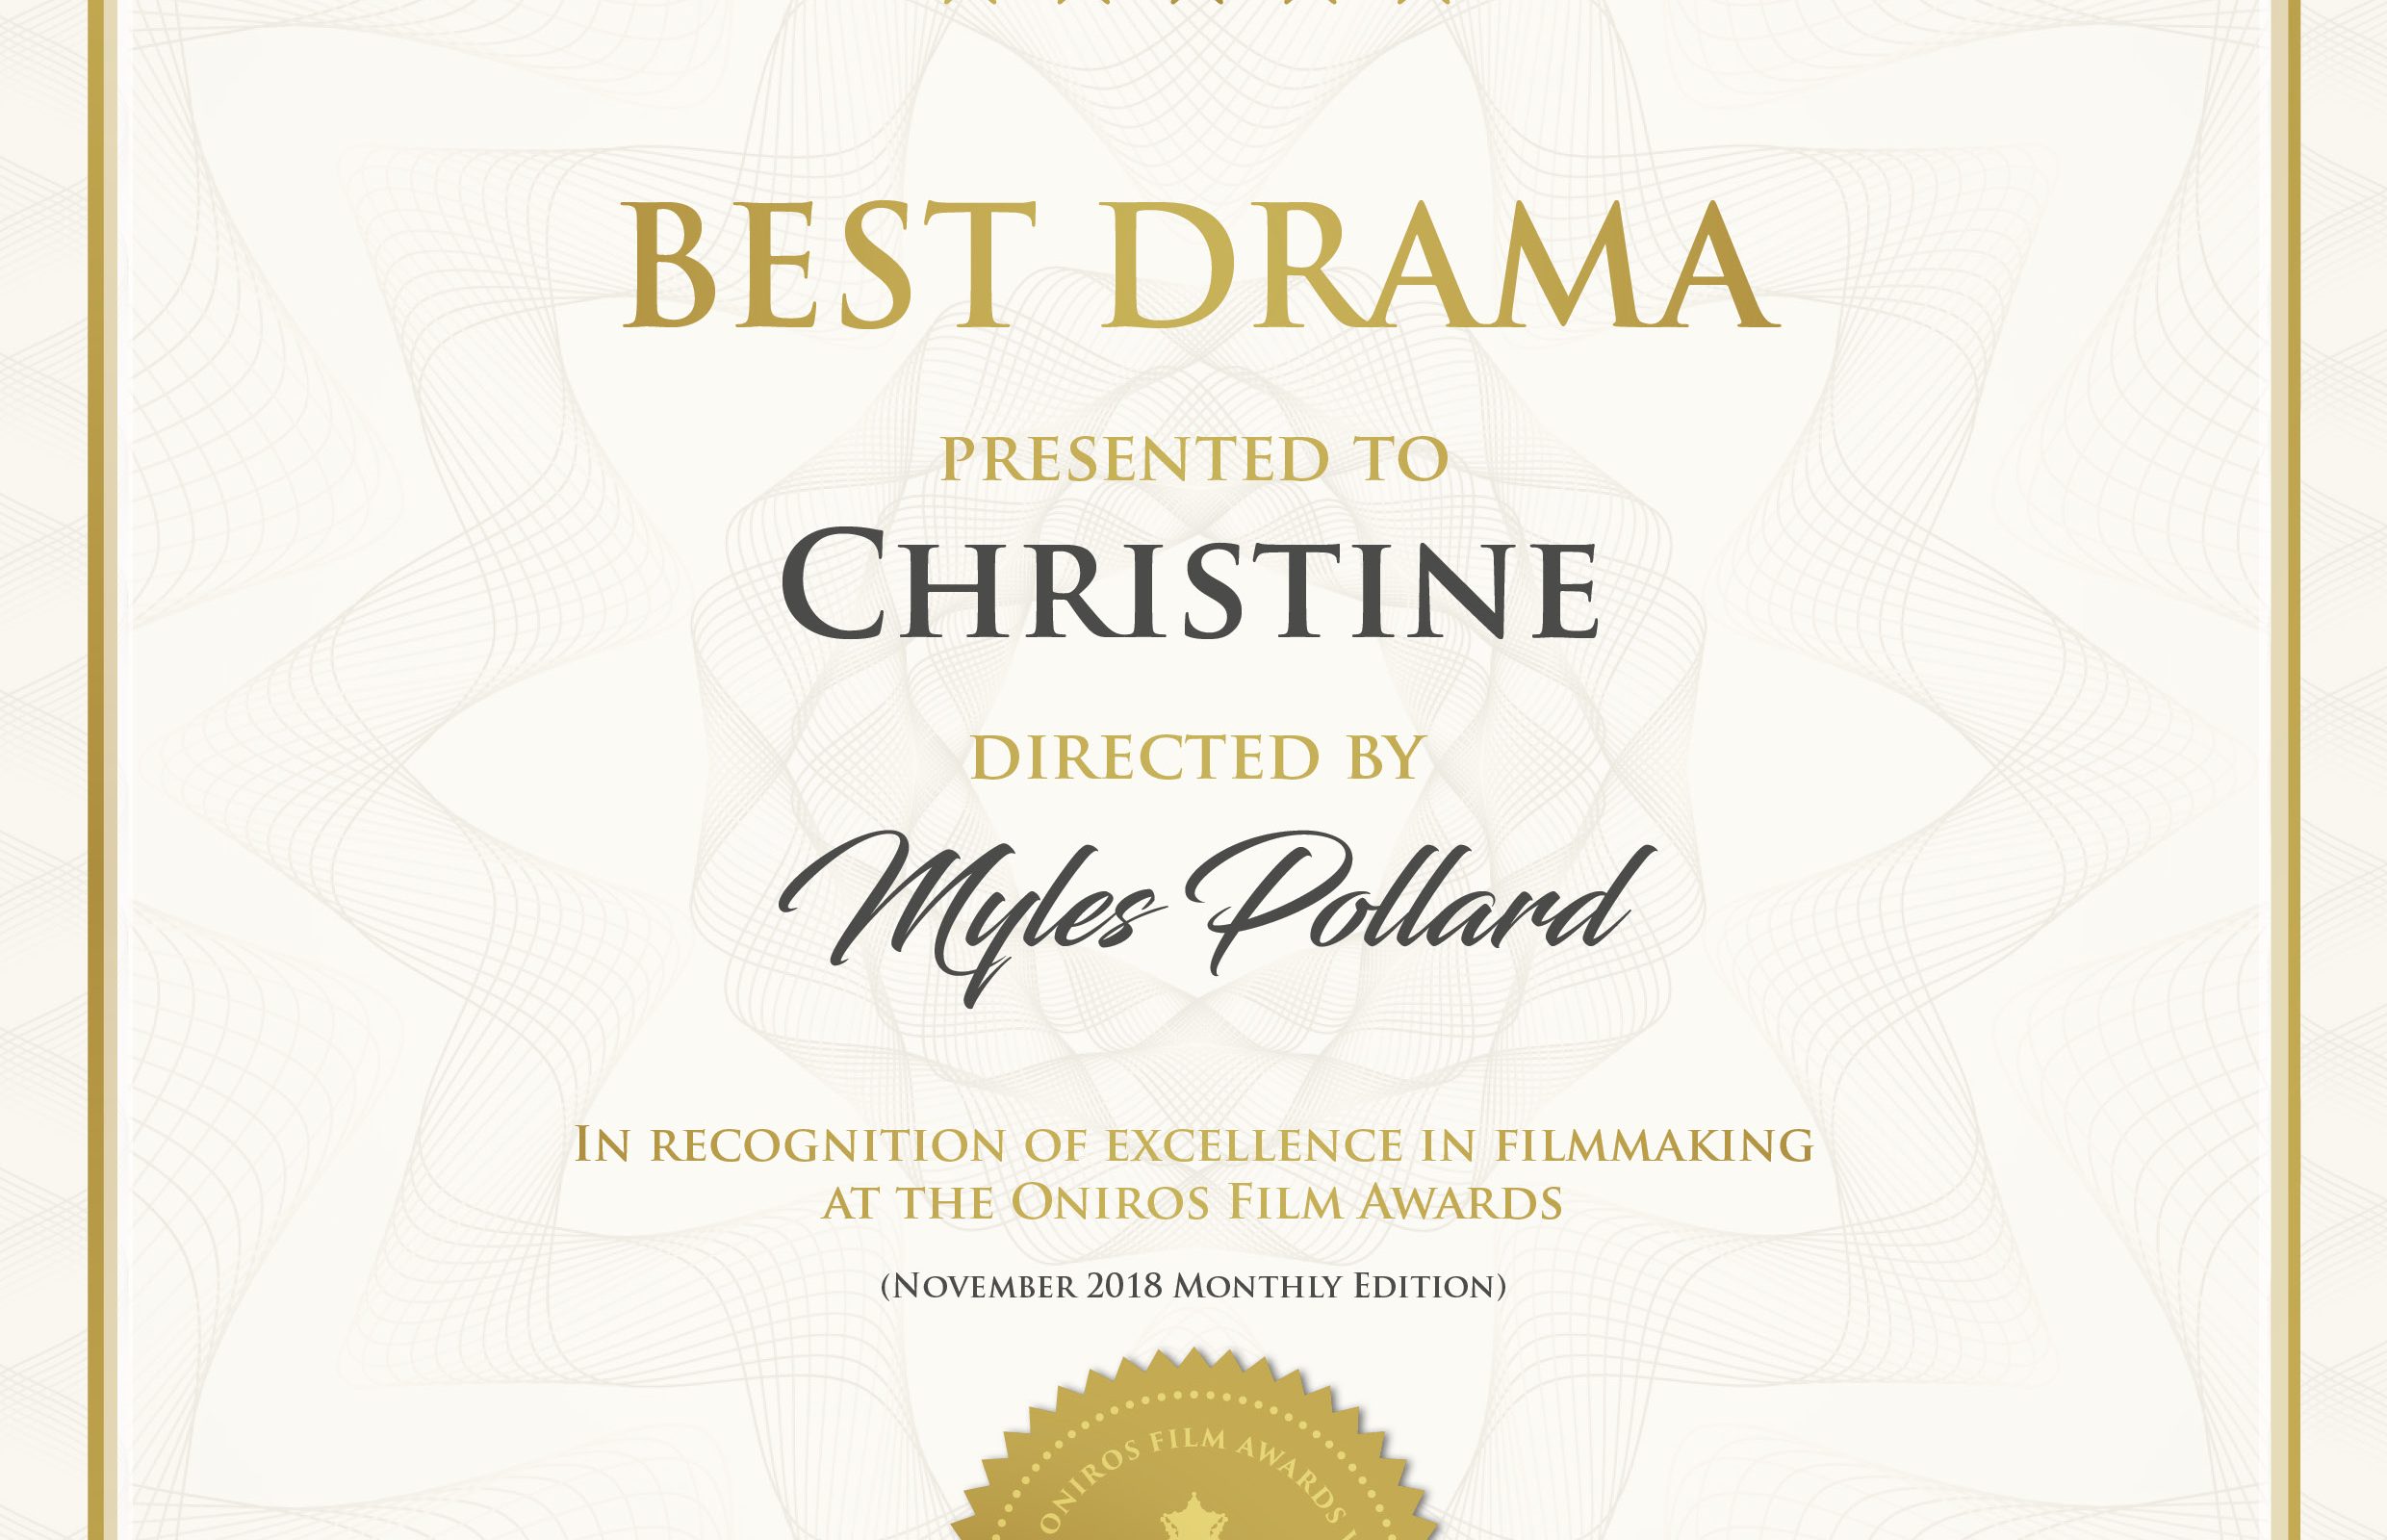 BEST DRAMA
PRESENTED TO
CHRISTINE
DIRECTED BY
Myles Pollard
IN RECOGNITION OF EXCELLENCE IN FILMMAKING
AT THE ONIROS FILM AWARDS
(NOVEMBER 2018 MONTHLY EDITION)
ONIROS FILM AWARDS